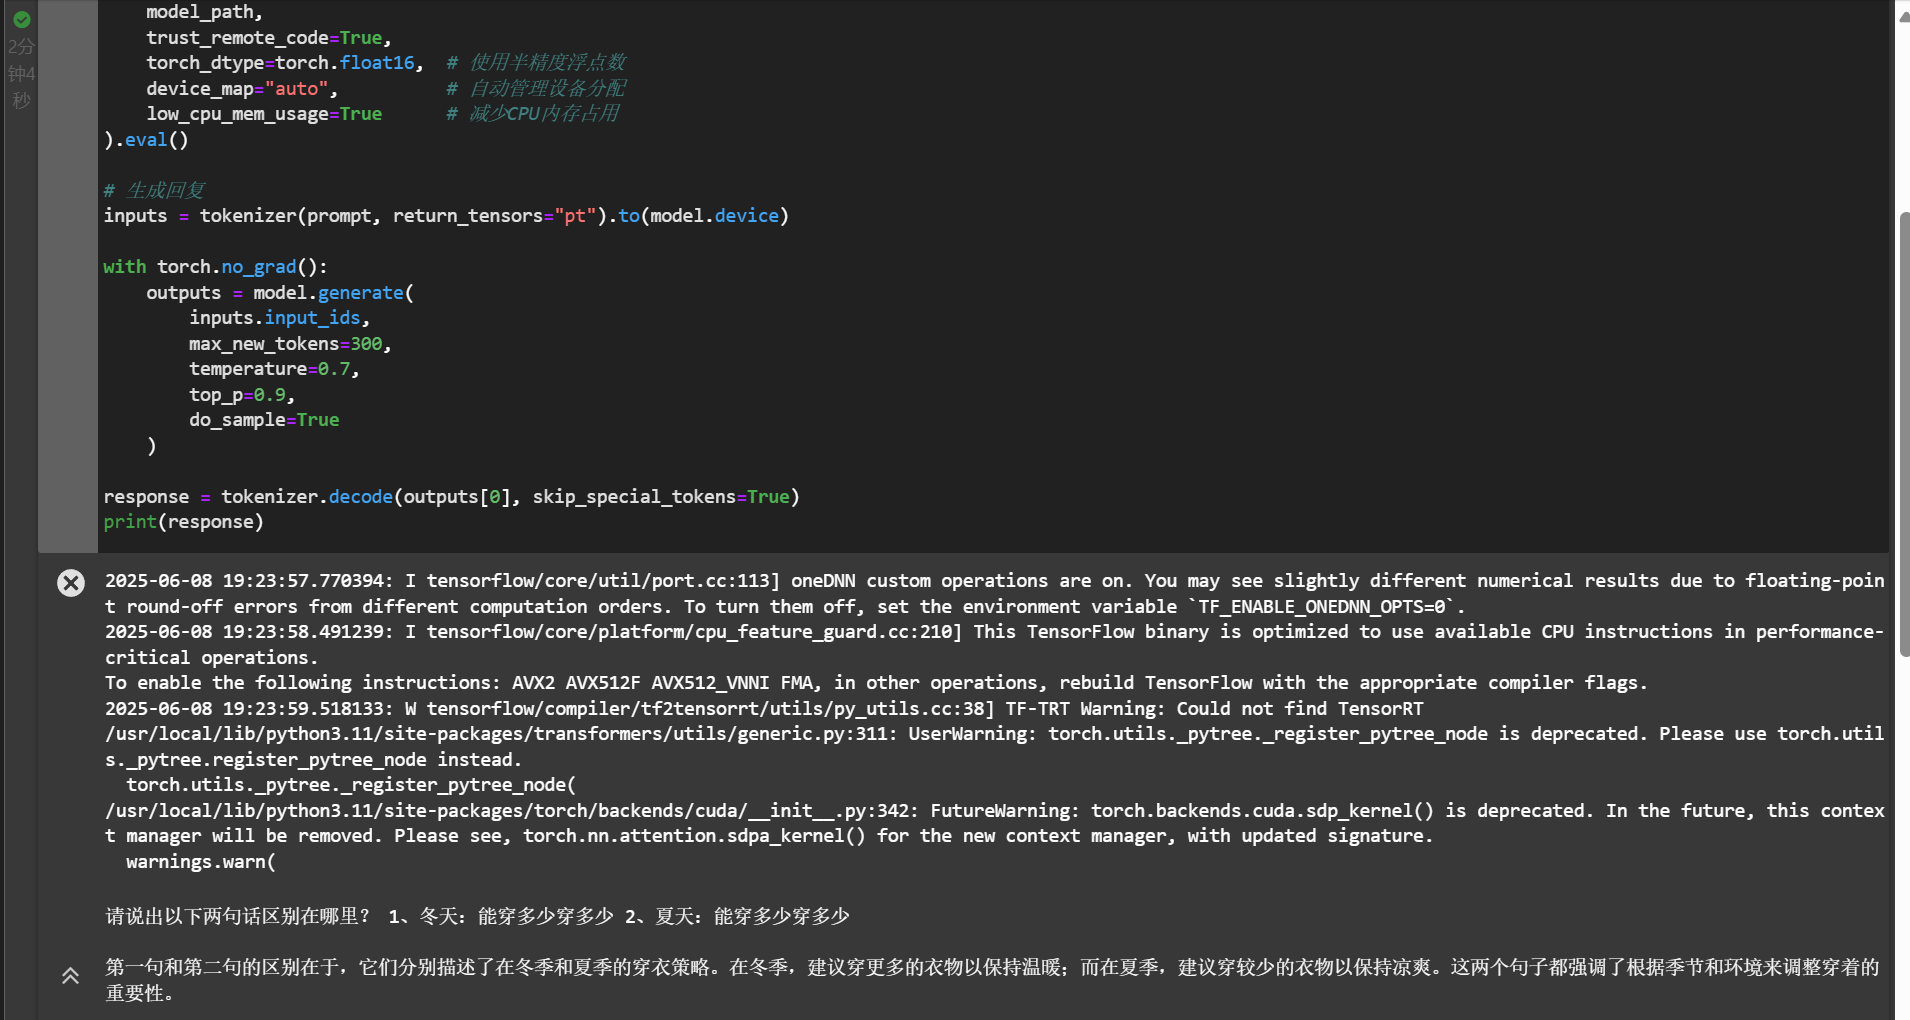 2分
钟4
秒
    model_path,
    trust_remote_code=True,
    torch_dtype=torch.float16,  # 使用半精度浮点数
    device_map="auto",           # 自动管理设备分配
    low_cpu_mem_usage=True      # 减少CPU内存占用
).eval()
# 生成回复
inputs = tokenizer(prompt, return_tensors="pt").to(model.device)
with torch.no_grad():
    outputs = model.generate(
        inputs.input_ids,
        max_new_tokens=300,
        temperature=0.7,
        top_p=0.9,
        do_sample=True
    )
response = tokenizer.decode(outputs[0], skip_special_tokens=True)
print(response)
2025-06-08 19:23:57.770394: I tensorflow/core/util/port.cc:113] oneDNN custom operations are on. You may see slightly different numerical results due to floating-poin
t round-off errors from different computation orders. To turn them off, set the environment variable `TF_ENABLE_ONEDNN_OPTS=0`.
2025-06-08 19:23:58.491239: I tensorflow/core/platform/cpu_feature_guard.cc:210] This TensorFlow binary is optimized to use available CPU instructions in performance-
critical operations.
To enable the following instructions: AVX2 AVX512F AVX512_VNNI FMA, in other operations, rebuild TensorFlow with the appropriate compiler flags.
2025-06-08 19:23:59.518133: W tensorflow/compiler/tf2tensorrt/utils/py_utils.cc:38] TF-TRT Warning: Could not find TensorRT
/usr/local/lib/python3.11/site-packages/transformers/utils/generic.py:311: UserWarning: torch.utils._pytree._register_pytree_node is deprecated. Please use torch.util
s._pytree.register_pytree_node instead.
  torch.utils._pytree._register_pytree_node(
/usr/local/lib/python3.11/site-packages/torch/backends/cuda/__init__.py:342: FutureWarning: torch.backends.cuda.sdp_kernel() is deprecated. In the future, this contex
t manager will be removed. Please see, torch.nn.attention.sdpa_kernel() for the new context manager, with updated signature.
  warnings.warn(
请说出以下两句话区别在哪里？ 1、冬天：能穿多少穿多少 2、夏天：能穿多少穿多少
第一句和第二句的区别在于，它们分别描述了在冬季和夏季的穿衣策略。在冬季，建议穿更多的衣物以保持温暖；而在夏季，建议穿较少的衣物以保持凉爽。这两个句子都强调了根据季节和环境来调整穿着的
重要性。